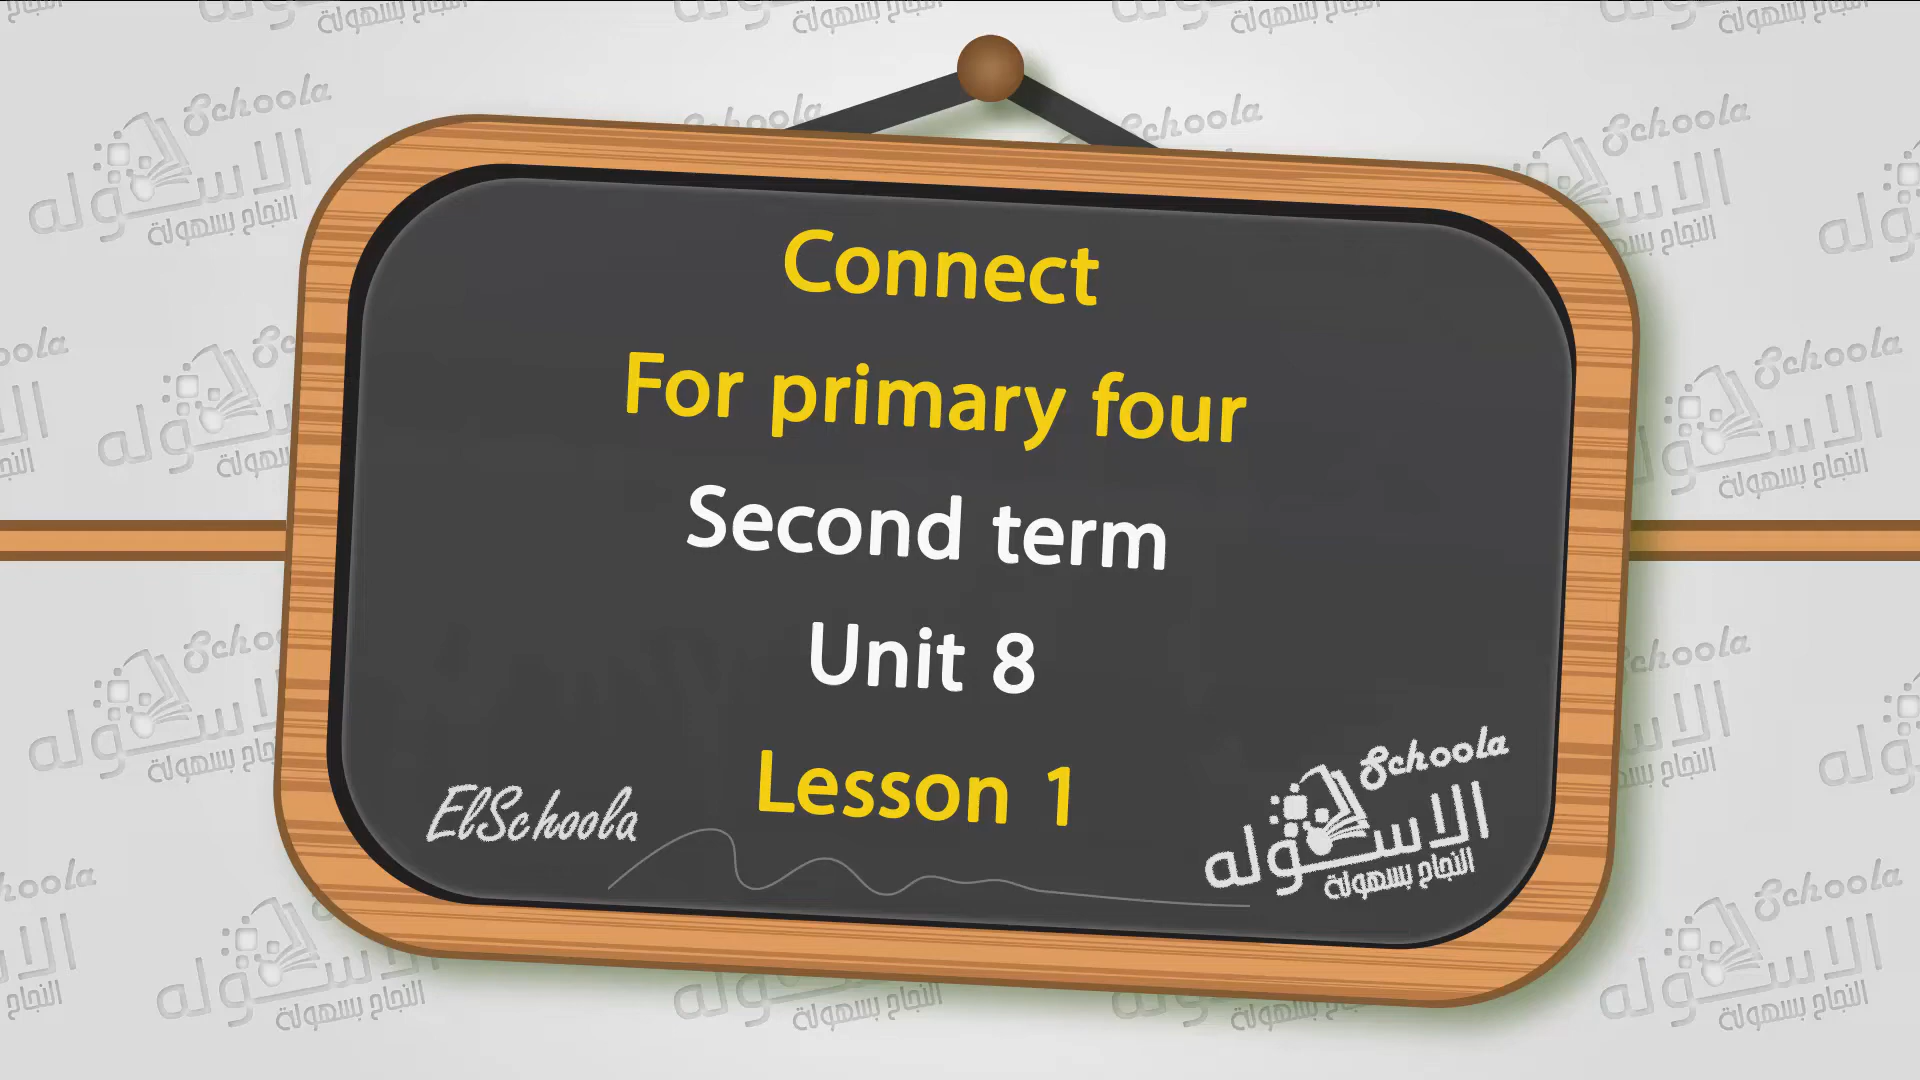 Connect
For primary four
Second term
Unit 8
Lesson 1
ElSchoola
Schoola
الاسكوله
النجاح بسهولة